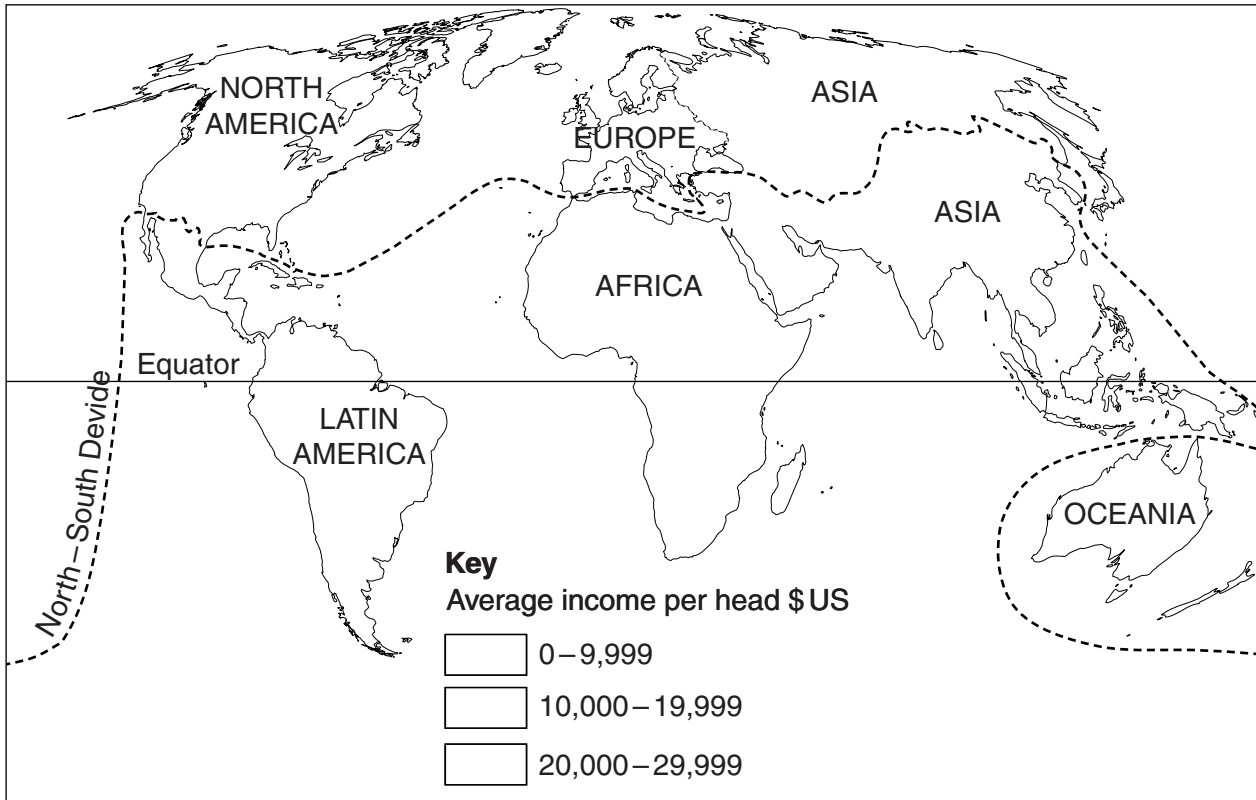 NORTH
AMERICA
EUROPE
ASIA
ASIA
AFRICA
Equator
LATIN
AMERICA
North–South Devide
OCEANIA
Key
Average income per head $US
0–9,999
10,000–19,999
20,000–29,999